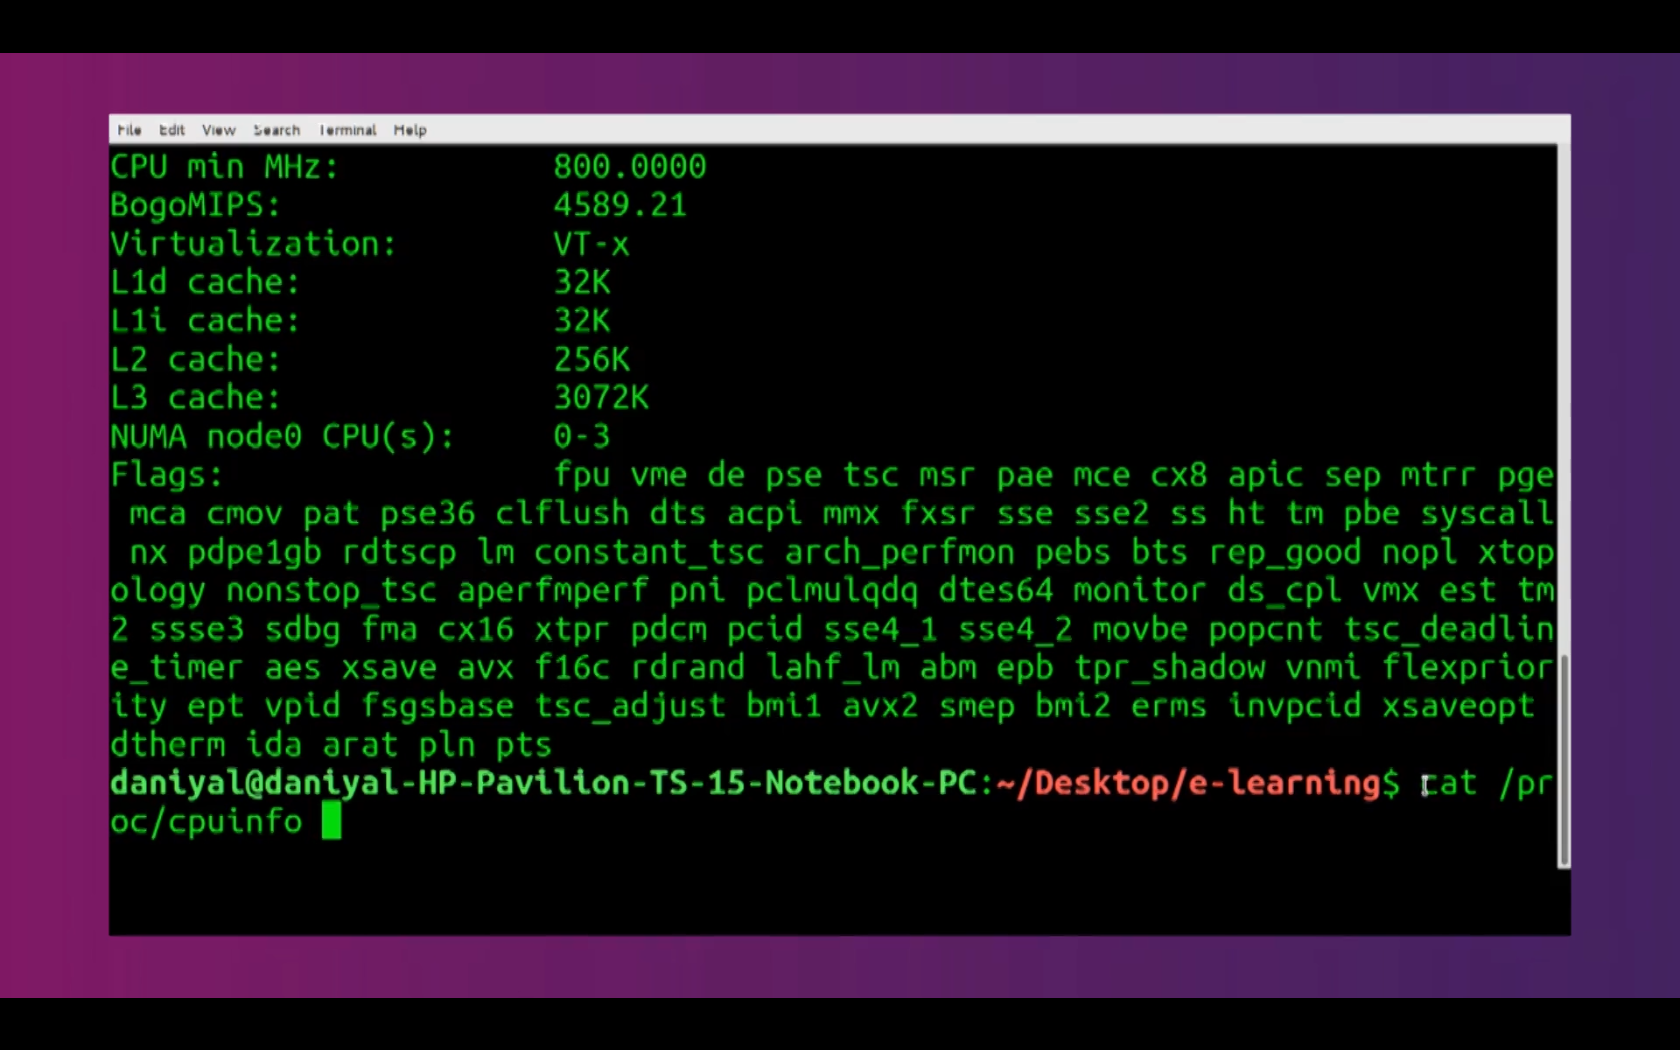 File Edit View Search Terminal Help
CPU min MHz: 800.0000
BogoMIPS: 4589.21
Virtualization: VT-x
L1d cache: 32K
L1i cache: 32K
L2 cache: 256K
L3 cache: 3072K
NUMA node0 CPU(s): 0-3
Flags: fpu vme de pse tsc msr pae mce cx8 apic sep mtrr pge
mca cmov pat pse36 clflush dts acpi mmx fxsr sse sse2 ss ht tm pbe syscall
nx pdpe1gb rdtscp lm constant_tsc arch_perfmon pebs bts rep_good nopl xtop
ology nonstop_tsc aperfmperf pni pclmulqdq dtes64 monitor ds_cpl vmx est tm
2 ssse3 sdbg fma cx16 xtpr pdcm pcid sse4_1 sse4_2 movbe popcnt tsc_deadlin
e_timer aes xsave avx f16c rdrand lahf_lm abm epb tpr_shadow vnmi flexprior
ity ept vpid fsgsbase tsc_adjust bmi1 avx2 smep bmi2 erms invpcid xsaveopt
dtherm ida arat pln pts
daniyal@daniyal-HP-Pavilion-TS-15-Notebook-PC:~/Desktop/e-learning$ cat /pr
oc/cpuinfo